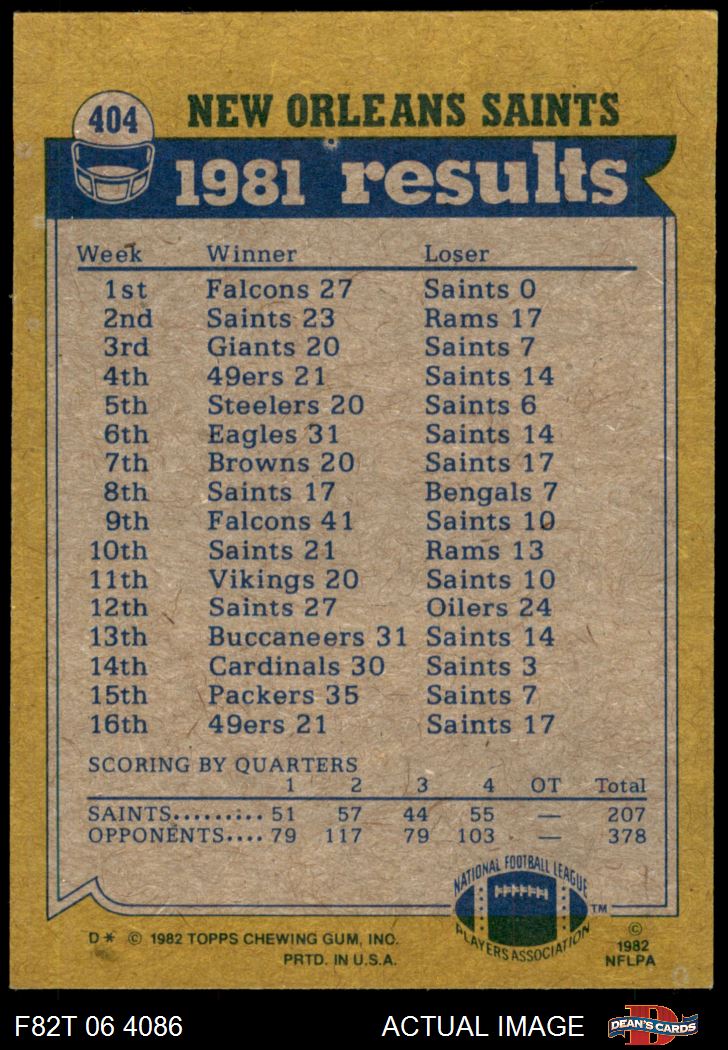 404
NEW ORLEANS SAINTS
1981 results
Week Winner Loser
1st Falcons 27 Saints 0
2nd Saints 23 Rams 17
3rd Giants 20 Saints 7
4th 49ers 21 Saints 14
5th Steelers 20 Saints 6
6th Eagles 31 Saints 14
7th Browns 20 Saints 17
8th Saints 17 Bengals 7
9th Falcons 41 Saints 10
10th Saints 21 Rams 13
11th Vikings 20 Saints 10
12th Saints 27 Oilers 24
13th Buccaneers 31 Saints 14
14th Cardinals 30 Saints 3
15th Packers 35 Saints 7
16th 49ers 21 Saints 17
SCORING BY QUARTERS
1 2 3 4 OT Total
SAINTS........ 51 57 44 55 — 207
OPPONENTS.... 79 117 79 103 — 378
NATIONAL FOOTBALL LEAGUE
PLAYERS ASSOCIATION
TM
D* © 1982 TOPPS CHEWING GUM, INC.
PRTD. IN U.S.A.
©
1982
NFLPA
F82T 06 4086 ACTUAL IMAGE
D
DEAN'S CARDS